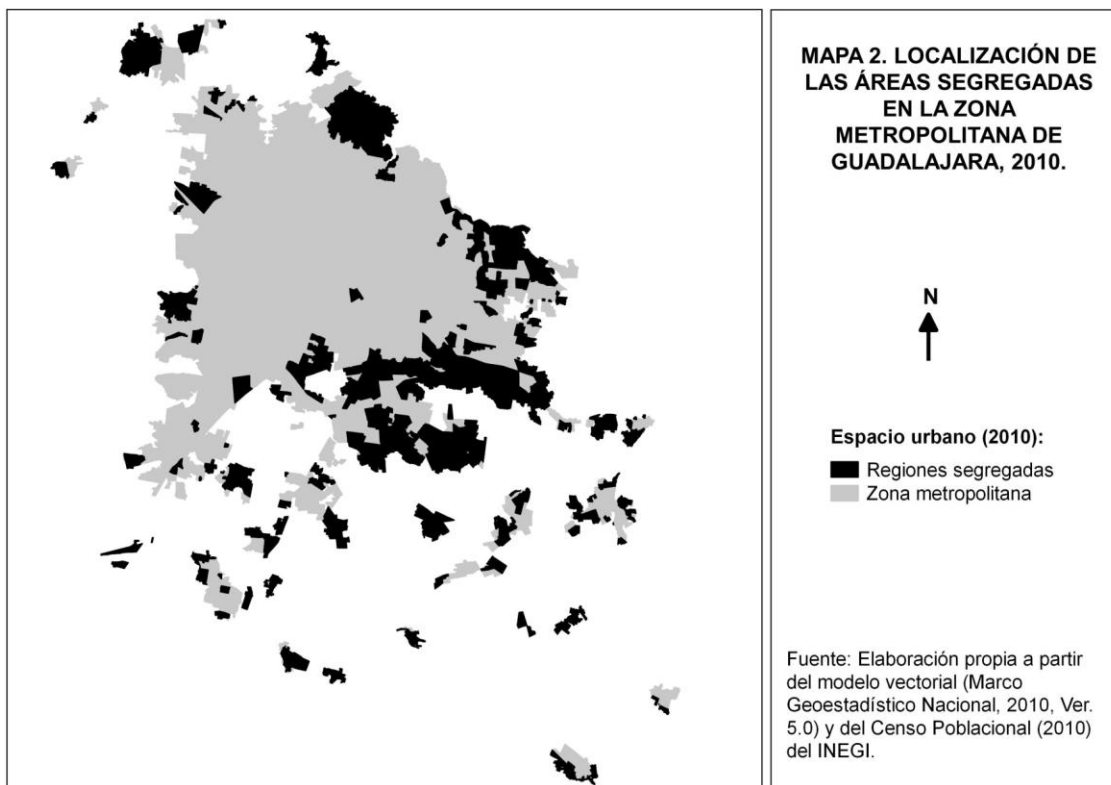 MAPA 2. LOCALIZACIÓN DE
LAS ÁREAS SEGREGADAS
EN LA ZONA
METROPOLITANA DE
GUADALAJARA, 2010.
N
Espacio urbano (2010):
Regiones segregadas
Zona metropolitana
Fuente: Elaboración propia a partir
del modelo vectorial (Marco
Geoestadístico Nacional, 2010, Ver.
5.0) y del Censo Poblacional (2010)
del INEGI.